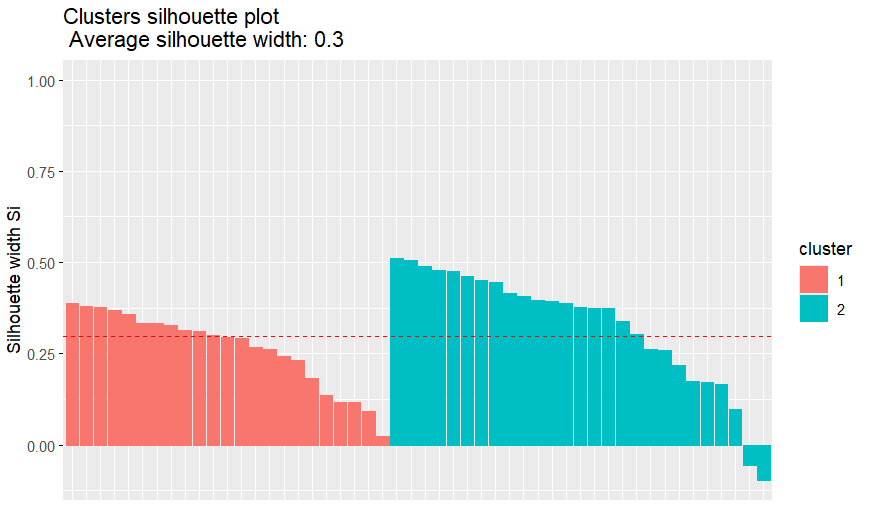 Clusters silhouette plot
Average silhouette width: 0.3
1.00
0.75
0.50
0.25
0.00
Silhouette width Si
cluster
1
2